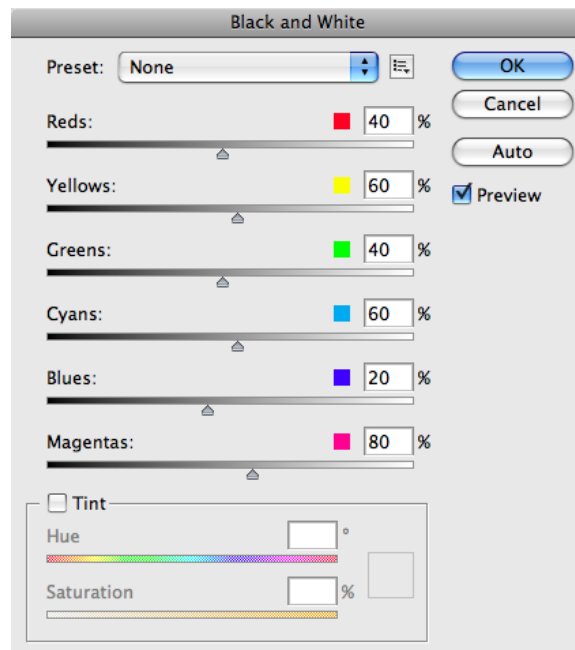 Black and White
Preset: None
OK
Cancel
Auto
Preview
Reds: 40 %
Yellows: 60 %
Greens: 40 %
Cyans: 60 %
Blues: 20 %
Magentas: 80 %
Tint
Hue °
Saturation %